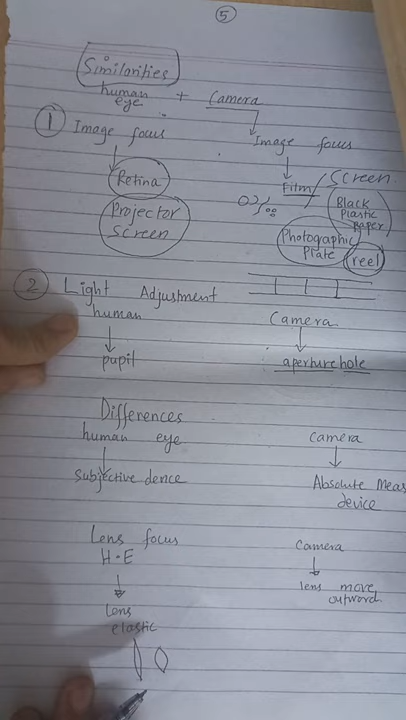 5
Similarities
human eye + Camera
1 Image focus
Image focus
Retina
Film / Screen
Projector Screen
Black Plastic paper
Photographic Plate
reel
2 Light Adjustment
human
Camera
pupil
aperture hole
Differences
human eye
Camera
Subjective dence
Absolute Meas
device
Lens focus
H.E
Camera
Lens elastic
lens move outword